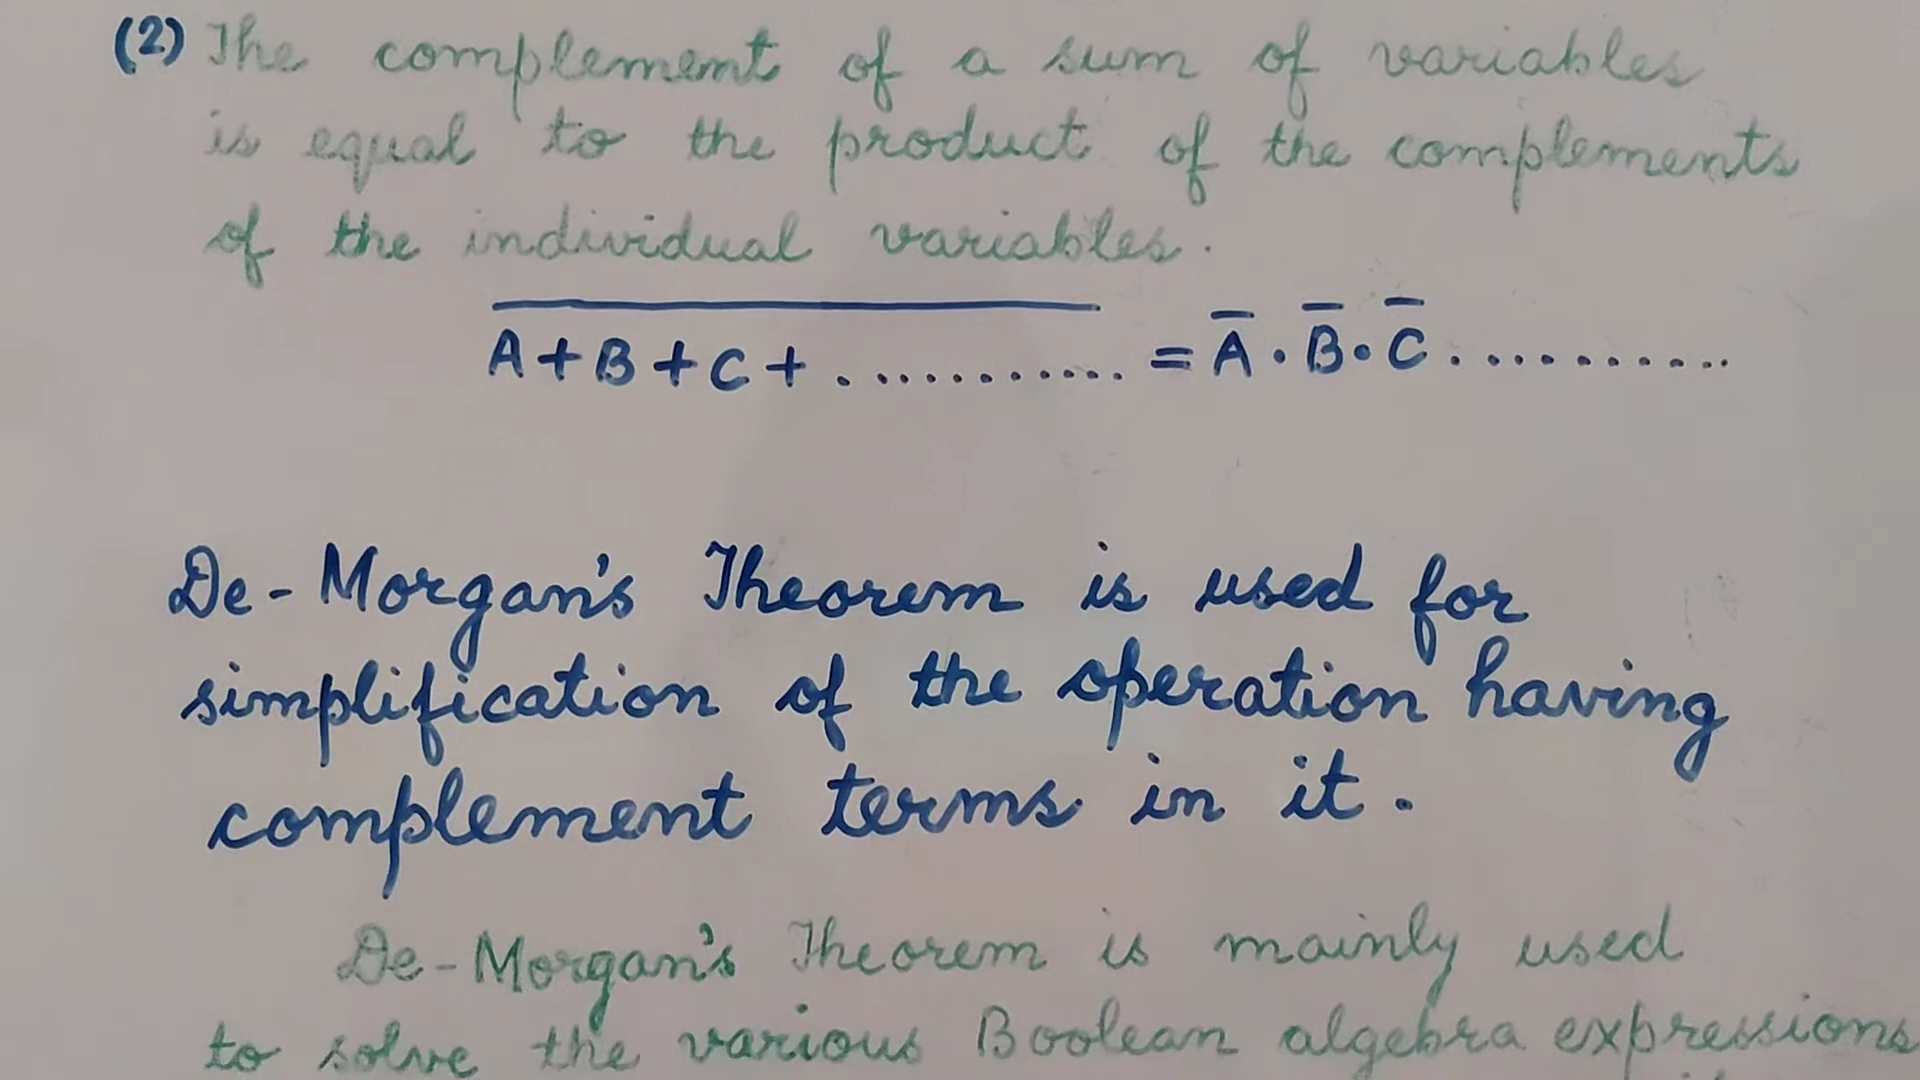 (2) The complement of a sum of variables
is equal to the product of the complements
of the individual variables.
A̅+̅B̅+̅C̅+̅.̅.̅.̅.̅.̅.̅.̅.̅.̅.̅.̅.̅ = A̅ · B̅ · C̅ ...........
De-Morgan's Theorem is used for
simplification of the operation having
complement terms in it.
De-Morgan's Theorem is mainly used
to solve the various Boolean algebra expressions